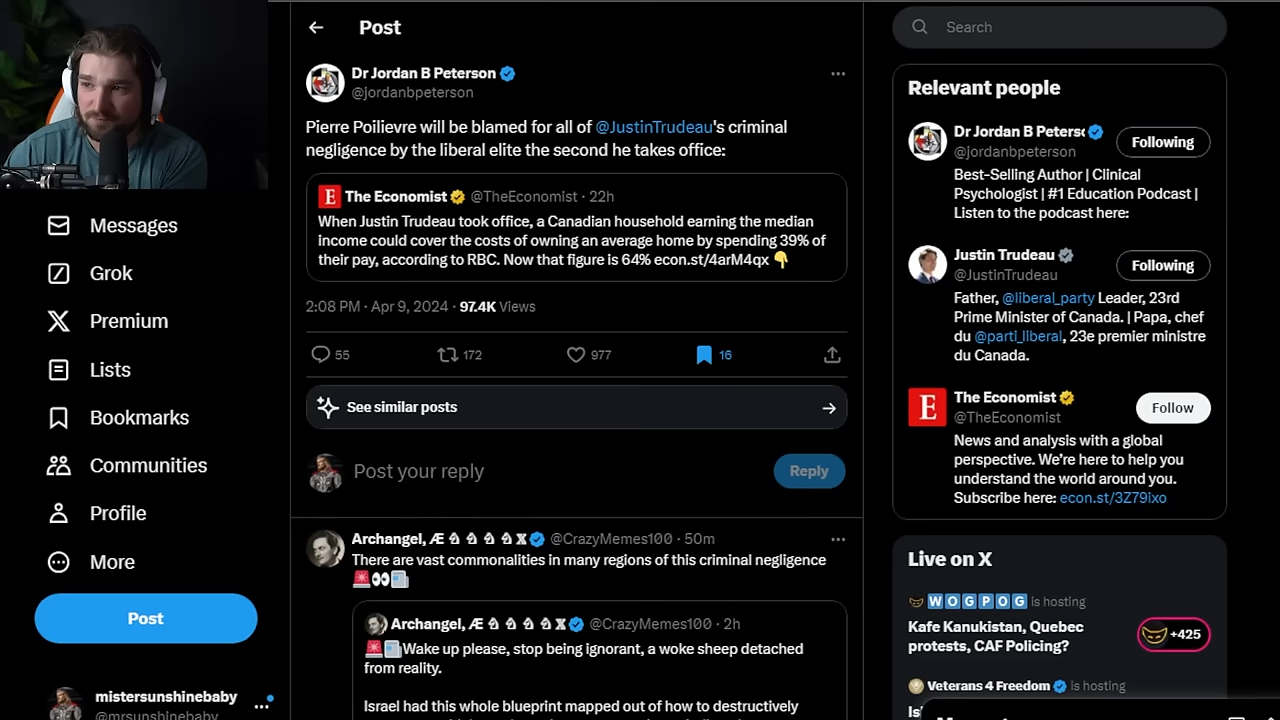 Post
Search
Dr Jordan B Peterson
@jordanbpeterson
Pierre Poilievre will be blamed for all of @JustinTrudeau's criminal
negligence by the liberal elite the second he takes office:
E The Economist @TheEconomist · 22h
When Justin Trudeau took office, a Canadian household earning the median
income could cover the costs of owning an average home by spending 39% of
their pay, according to RBC. Now that figure is 64% econ.st/4arM4qx 👇
2:08 PM · Apr 9, 2024 · 97.4K Views
55
172
977
16
See similar posts
Post your reply
Reply
Archangel, Æ 𝕏 @CrazyMemes100 · 50m
There are vast commonalities in many regions of this criminal negligence
🚨👀📰
Archangel, Æ 𝕏 @CrazyMemes100 · 2h
🚨📰Wake up please, stop being ignorant, a woke sheep detached
from reality.
Israel had this whole blueprint mapped out of how to destructively
Messages
Grok
Premium
Lists
Bookmarks
Communities
Profile
More
Post
mistersunshinebaby
@mrsunshinebaby
Relevant people
Dr Jordan B Peters
@jordanbpeterson
Following
Best-Selling Author | Clinical
Psychologist | #1 Education Podcast |
Listen to the podcast here:
Justin Trudeau
@JustinTrudeau
Following
Father, @liberal_party Leader, 23rd
Prime Minister of Canada. | Papa, chef
du @parti_liberal, 23e premier ministre
du Canada.
E
The Economist
@TheEconomist
Follow
News and analysis with a global
perspective. We're here to help you
understand the world around you.
Subscribe here: econ.st/3Z79ixo
Live on X
WOGPOG is hosting
Kafe Kanukistan, Quebec
protests, CAF Policing?
+425
Veterans 4 Freedom is hosting